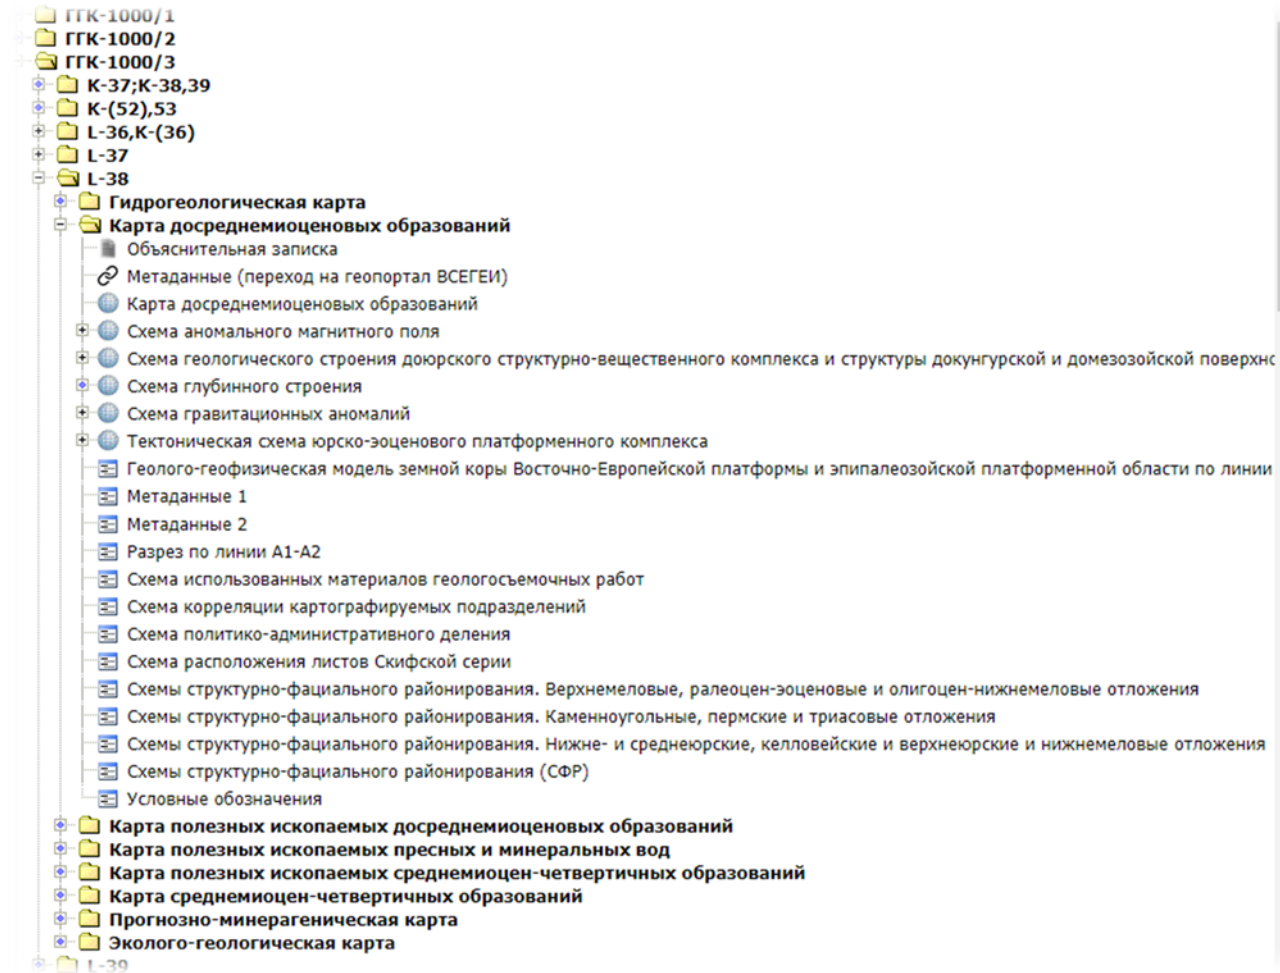 ГГК-1000/1
ГГК-1000/2
ГГК-1000/3
K-37;K-38,39
K-(52),53
L-36,K-(36)
L-37
L-38
Гидрогеологическая карта
Карта досреднемиоценовых образований
Объяснительная записка
Метаданные (переход на геопортал ВСЕГЕИ)
Карта досреднемиоценовых образований
Схема аномального магнитного поля
Схема геологического строения доюрского структурно-вещественного комплекса и структуры докунгурской и домезозойской поверхно
Схема глубинного строения
Схема гравитационных аномалий
Тектоническая схема юрско-эоценового платформенного комплекса
Геолого-геофизическая модель земной коры Восточно-Европейской платформы и эпипалеозойской платформенной области по линии
Метаданные 1
Метаданные 2
Разрез по линии А1-А2
Схема использованных материалов геологосъемочных работ
Схема корреляции картографируемых подразделений
Схема политико-административного деления
Схема расположения листов Скифской серии
Схемы структурно-фациального районирования. Верхнемеловые, ралеоцен-эоценовые и олигоцен-нижнемеловые отложения
Схемы структурно-фациального районирования. Каменноугольные, пермские и триасовые отложения
Схемы структурно-фациального районирования. Нижне- и среднеюрские, келловейские и верхнеюрские и нижнемеловые отложения
Схемы структурно-фациального районирования (СФР)
Условные обозначения
Карта полезных ископаемых досреднемиоценовых образований
Карта полезных ископаемых пресных и минеральных вод
Карта полезных ископаемых среднемиоцен-четвертичных образований
Карта среднемиоцен-четвертичных образований
Прогнозно-минерагеническая карта
Эколого-геологическая карта
L-39